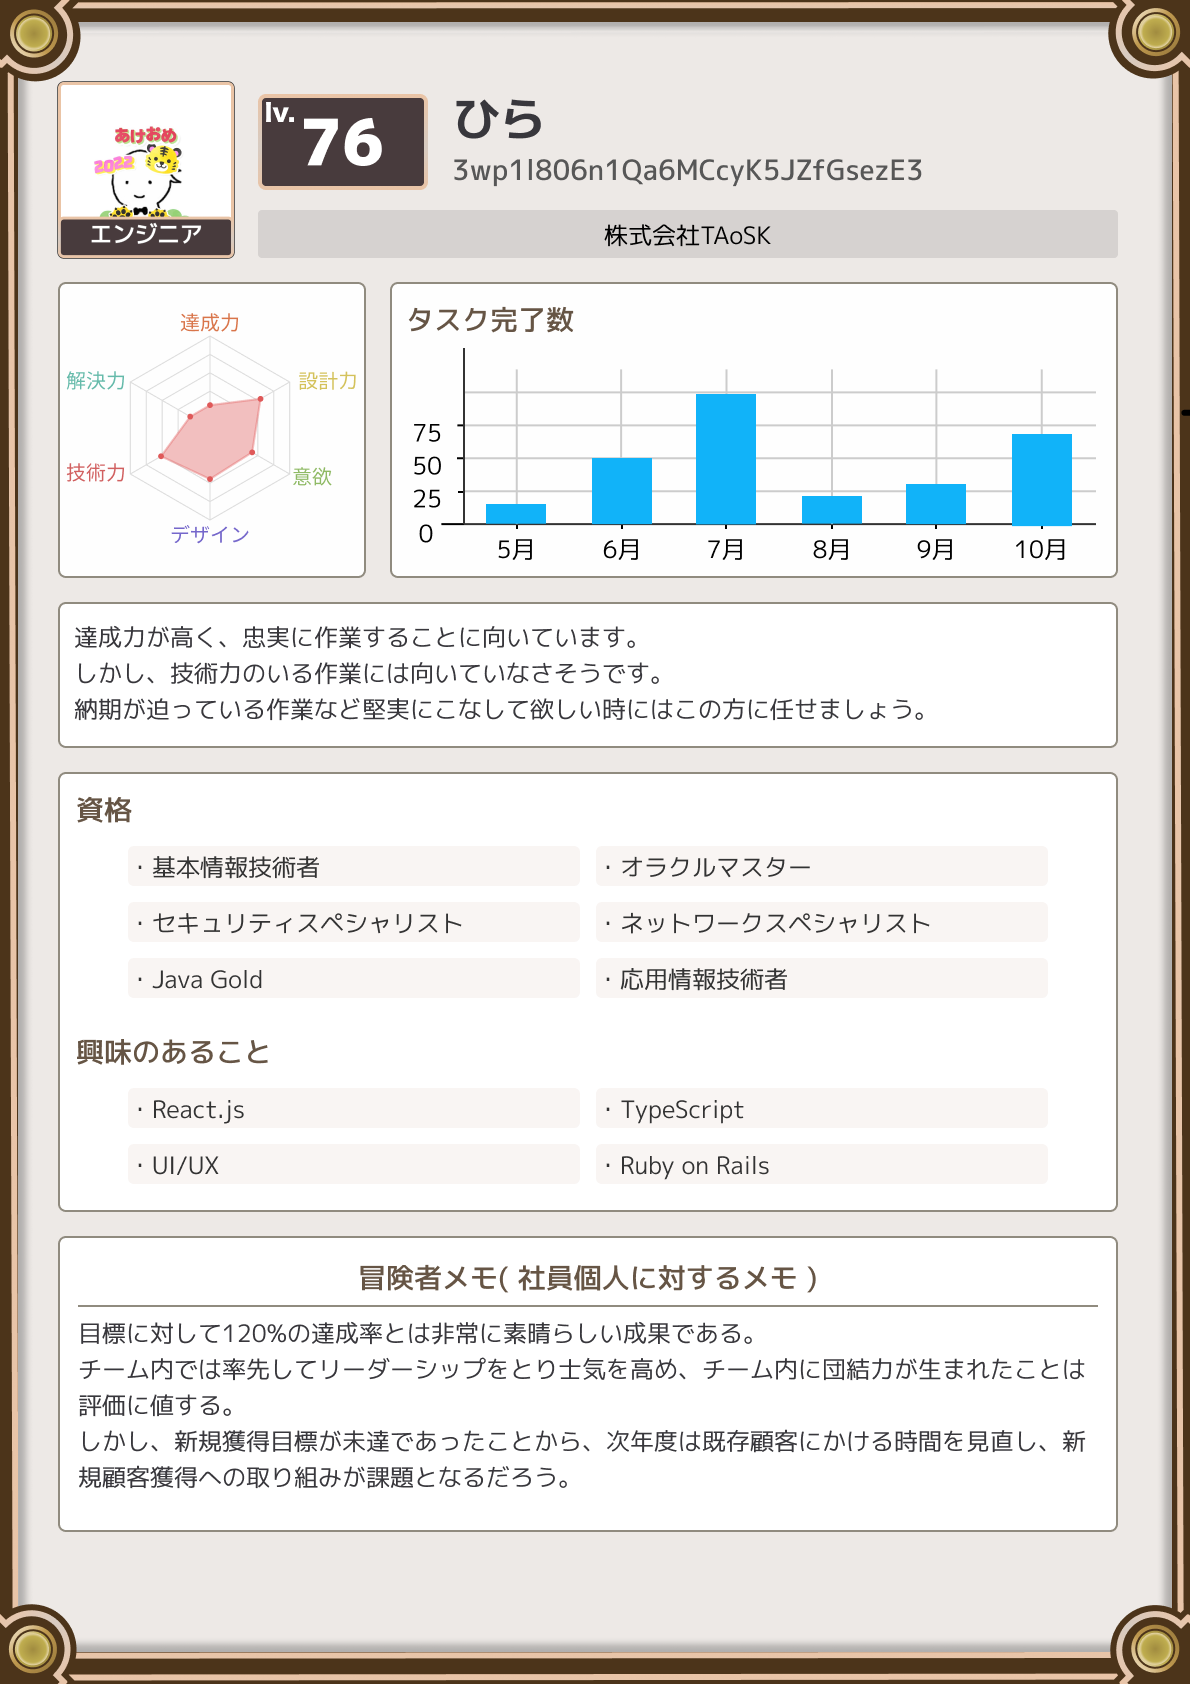 あけおめ
2022
エンジニア
lv.
76
ひら
3wp1l806n1Qa6MCcyK5JZfGsezE3
株式会社TAoSK
達成力
解決力
設計力
技術力
意欲
デザイン
タスク完了数
75
50
25
0
5月 6月 7月 8月 9月 10月
達成力が高く、忠実に作業することに向いています。
しかし、技術力のいる作業には向いていなさそうです。
納期が迫っている作業など堅実にこなして欲しい時にはこの方に任せましょう。
資格
· 基本情報技術者
· オラクルマスター
· セキュリティスペシャリスト
· ネットワークスペシャリスト
· Java Gold
· 応用情報技術者
興味のあること
· React.js
· TypeScript
· UI/UX
· Ruby on Rails
冒険者メモ( 社員個人に対するメモ )
目標に対して120%の達成率とは非常に素晴らしい成果である。
チーム内では率先してリーダーシップをとり士気を高め、チーム内に団結力が生まれたことは
評価に値する。
しかし、新規獲得目標が未達であったことから、次年度は既存顧客にかける時間を見直し、新
規顧客獲得への取り組みが課題となるだろう。